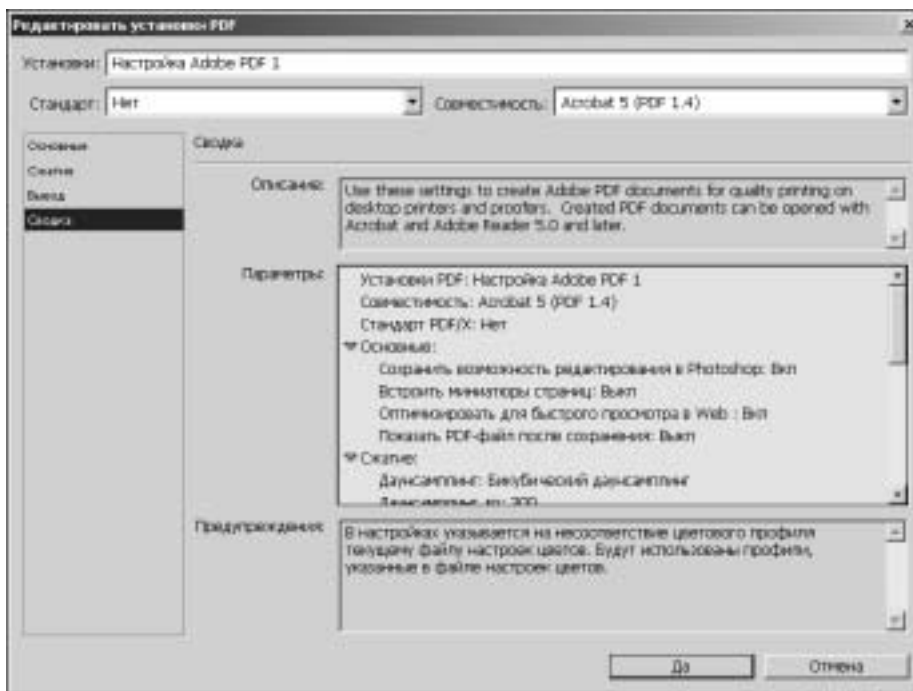 Редактировать установки PDF
Установки: Настройка Adobe PDF 1
Стандарт: Нет Совместимость: Acrobat 5 (PDF 1.4)
Основные
Сжатие
Вывод
Сводка
Сводка
Описание: Use these settings to create Adobe PDF documents for quality printing on
desktop printers and proofers. Created PDF documents can be opened with
Acrobat and Adobe Reader 5.0 and later.
Параметры: Установки PDF: Настройка Adobe PDF 1
Совместимость: Acrobat 5 (PDF 1.4)
Стандарт PDF/X: Нет
Основные:
Сохранить возможность редактирования в Photoshop: Вкл
Встроить миниатюры страниц: Выкл
Оптимизировать для быстрого просмотра в Web : Вкл
Показать PDF-файл после сохранения: Выкл
Сжатие:
Даунсамплинг: Бикубический даунсамплинг
Даунсамплинг до: 300
Предупреждения: В настройках указывается на несоответствие цветового профиля
текущему файлу настроек цветов. Будут использованы профили,
указанные в файле настроек цветов.
Да Отмена